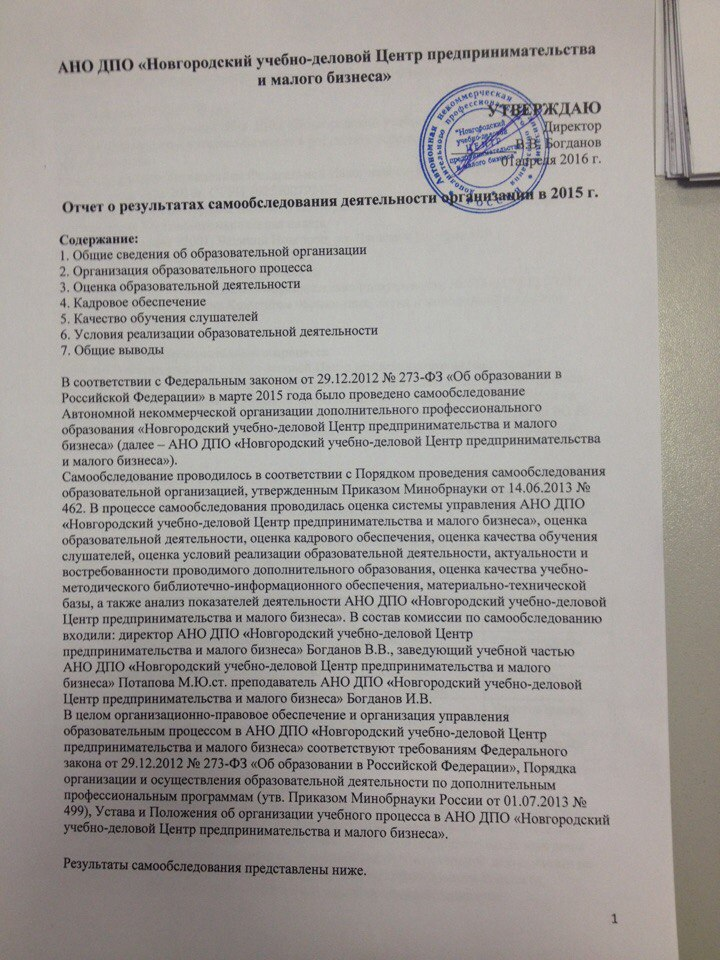 АНО ДПО «Новгородский учебно-деловой Центр предпринимательства
и малого бизнеса»
УТВЕРЖДАЮ
Директор
В.В. Богданов
01 апреля 2016 г.
Автономная некоммерческая организация
дополнительного профессионального образования
"Новгородский
учебно-деловой
ЦЕНТР
предпринимательства
и малого бизнеса"
РОССИЯ
Отчет о результатах самообследования деятельности организации в 2015 г.
Содержание:
1. Общие сведения об образовательной организации
2. Организация образовательного процесса
3. Оценка образовательной деятельности
4. Кадровое обеспечение
5. Качество обучения слушателей
6. Условия реализации образовательной деятельности
7. Общие выводы
В соответствии с Федеральным законом от 29.12.2012 № 273-ФЗ «Об образовании в
Российской Федерации» в марте 2015 года было проведено самообследование
Автономной некоммерческой организации дополнительного профессионального
образования «Новгородский учебно-деловой Центр предпринимательства и малого
бизнеса» (далее – АНО ДПО «Новгородский учебно-деловой Центр предпринимательства
и малого бизнеса»).
Самообследование проводилось в соответствии с Порядком проведения самообследования
образовательной организацией, утвержденным Приказом Минобрнауки от 14.06.2013 №
462. В процессе самообследования проводилась оценка системы управления АНО ДПО
«Новгородский учебно-деловой Центр предпринимательства и малого бизнеса», оценка
образовательной деятельности, оценка кадрового обеспечения, оценка качества обучения
слушателей, оценка условий реализации образовательной деятельности, актуальности и
востребованности проводимого дополнительного образования, оценка качества учебно-
методического библиотечно-информационного обеспечения, материально-технической
базы, а также анализ показателей деятельности АНО ДПО «Новгородский учебно-деловой
Центр предпринимательства и малого бизнеса». В состав комиссии по самообследованию
входили: директор АНО ДПО «Новгородский учебно-деловой Центр
предпринимательства и малого бизнеса» Богданов В.В., заведующий учебной частью
АНО ДПО «Новгородский учебно-деловой Центр предпринимательства и малого
бизнеса» Потапова М.Ю.ст. преподаватель АНО ДПО «Новгородский учебно-деловой
Центр предпринимательства и малого бизнеса» Богданов И.В.
В целом организационно-правовое обеспечение и организация управления
образовательным процессом в АНО ДПО «Новгородский учебно-деловой Центр
предпринимательства и малого бизнеса» соответствуют требованиям Федерального
закона от 29.12.2012 № 273-ФЗ «Об образовании в Российской Федерации», Порядка
организации и осуществления образовательной деятельности по дополнительным
профессиональным программам (утв. Приказом Минобрнауки России от 01.07.2013 №
499), Устава и Положения об организации учебного процесса в АНО ДПО «Новгородский
учебно-деловой Центр предпринимательства и малого бизнеса».
Результаты самообследования представлены ниже.
1